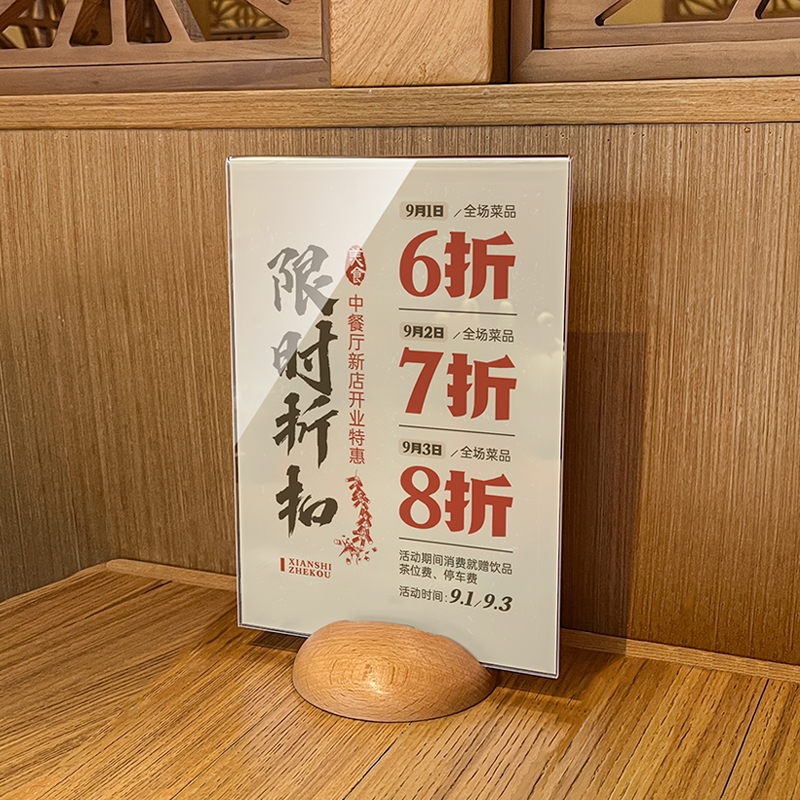 限时折扣
XIANSHI
ZHEKOU
美食
中餐厅新店开业特惠
9月1日 / 全场菜品
6折
9月2日 / 全场菜品
7折
9月3日 / 全场菜品
8折
活动期间消费就赠饮品
茶位费、停车费
活动时间：9.1/9.3